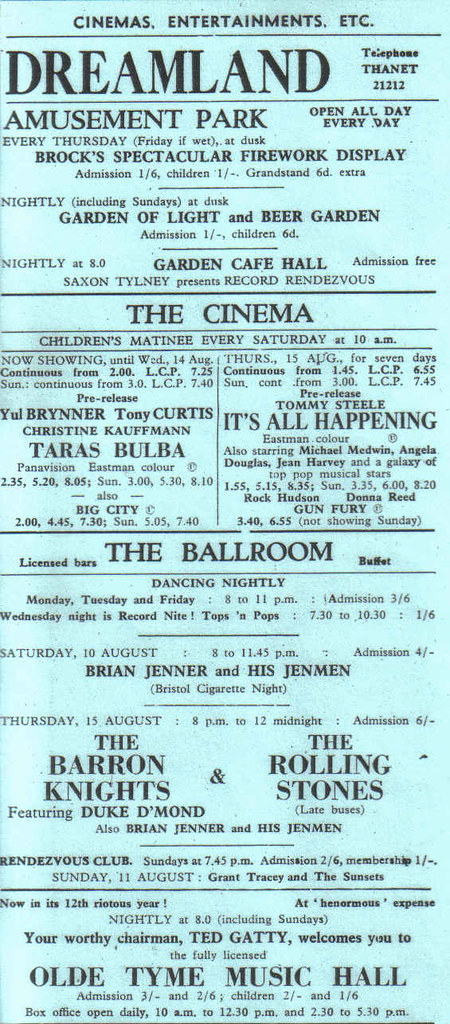 CINEMAS, ENTERTAINMENTS, ETC.
DREAMLAND
Telephone
THANET
21212
AMUSEMENT PARK
OPEN ALL DAY
EVERY DAY
EVERY THURSDAY (Friday if wet), at dusk
BROCK'S SPECTACULAR FIREWORK DISPLAY
Admission 1/6, children 1/-. Grandstand 6d. extra
NIGHTLY (including Sundays) at dusk
GARDEN OF LIGHT and BEER GARDEN
Admission 1/-, children 6d.
NIGHTLY at 8.0 GARDEN CAFE HALL Admission free
SAXON TYLNEY presents RECORD RENDEZVOUS
THE CINEMA
CHILDREN'S MATINEE EVERY SATURDAY at 10 a.m.
NOW SHOWING, until Wed., 14 Aug.
Continuous from 2.00. L.C.P. 7.25
Sun.: continuous from 3.0. L.C.P. 7.40
Pre-release
Yul BRYNNER Tony CURTIS
CHRISTINE KAUFFMANN
TARAS BULBA
Panavision Eastman colour Ⓤ
2.35, 5.20, 8.05; Sun. 3.00, 5.30, 8.10
— also —
BIG CITY Ⓤ
2.00, 4.45, 7.30; Sun. 5.05, 7.40
THURS., 15 AUG., for seven days
Continuous from 1.45. L.C.P. 6.55
Sun. cont from 3.00. L.C.P. 7.45
Pre-release
TOMMY STEELE
IT'S ALL HAPPENING
Eastman colour Ⓤ
Also starring Michael Medwin, Angela
Douglas, Jean Harvey and a galaxy of
top pop musical stars
1.55, 5.15, 8.35; Sun. 3.35, 6.00, 8.20
Rock Hudson Donna Reed
GUN FURY Ⓤ
3.40, 6.55 (not showing Sunday)
Licensed bars THE BALLROOM Buffet
DANCING NIGHTLY
Monday, Tuesday and Friday : 8 to 11 p.m. : Admission 3/6
Wednesday night is Record Nite! Tops 'n Pops : 7.30 to 10.30 : 1/6
SATURDAY, 10 AUGUST : 8 to 11.45 p.m. : Admission 4/-
BRIAN JENNER and HIS JENMEN
(Bristol Cigarette Night)
THURSDAY, 15 AUGUST : 8 p.m. to 12 midnight : Admission 6/-
THE
BARRON
KNIGHTS
Featuring DUKE D'MOND
&
THE
ROLLING
STONES
(Late buses)
Also BRIAN JENNER and HIS JENMEN
RENDEZVOUS CLUB. Sundays at 7.45 p.m. Admission 2/6, membership 1/-.
SUNDAY, 11 AUGUST : Grant Tracey and The Sunsets
Now in its 12th riotous year! At 'henormous' expense
NIGHTLY at 8.0 (including Sundays)
Your worthy chairman, TED GATTY, welcomes you to
the fully licensed
OLDE TYME MUSIC HALL
Admission 3/- and 2/6; children 2/- and 1/6
Box office open daily, 10 a.m. to 12.30 p.m. and 2.30 to 5.30 p.m.